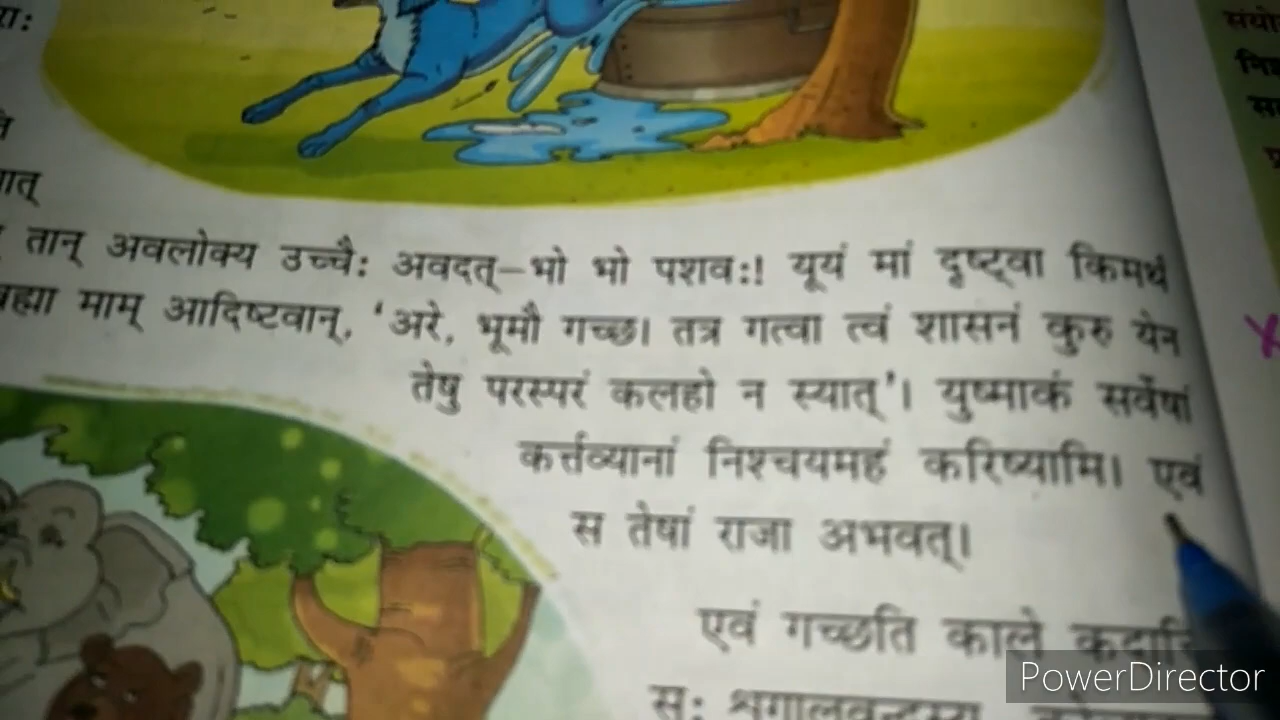 तान् अवलोक्य उच्चैः अवदत्–भो भो पशवः! यूयं मां दृष्ट्वा किमर्थं
माम् आदिष्टवान्, ‘अरे, भूमौ गच्छ। तत्र गत्वा त्वं शासनं कुरु येन
तेषु परस्परं कलहो न स्यात्’। युष्माकं सर्वेषां
कर्त्तव्यानां निश्चयमहं करिष्यामि। एवं
स तेषां राजा अभवत्।
एवं गच्छति काले
सः
PowerDirector